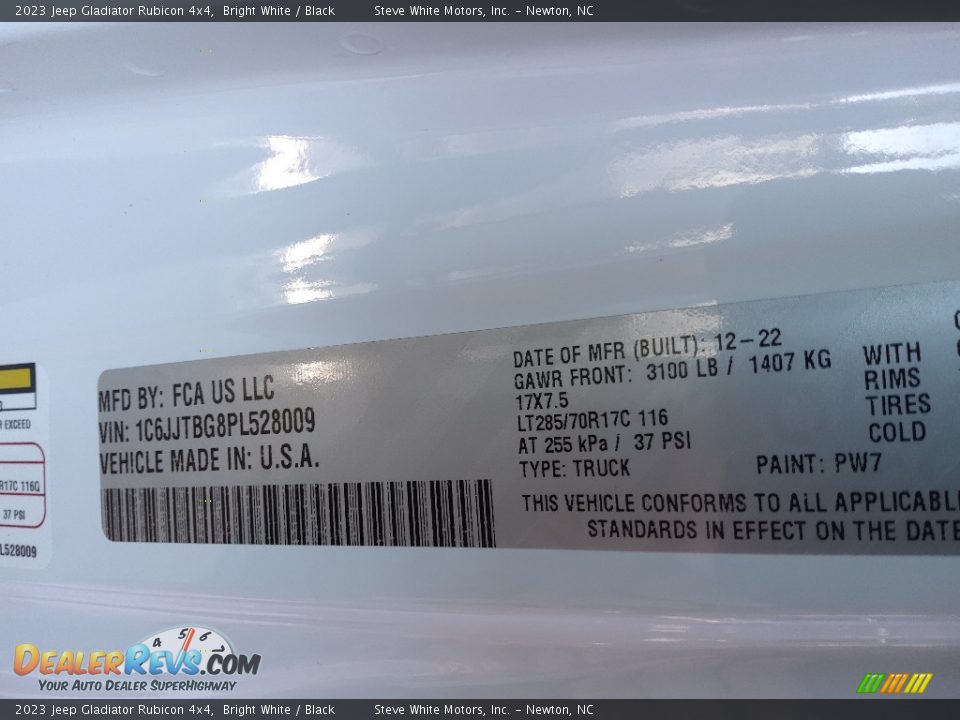 2023 Jeep Gladiator Rubicon 4x4, Bright White / Black Steve White Motors, Inc. - Newton, NC
MFD BY: FCA US LLC
VIN: 1C6JJTBG8PL528009
VEHICLE MADE IN: U.S.A.
DATE OF MFR (BUILT): 12-22
GAWR FRONT: 3100 LB / 1407 KG
17X7.5
LT285/70R17C 116
AT 255 kPa / 37 PSI
TYPE: TRUCK
PAINT: PW7
WITH
RIMS
TIRES
COLD
THIS VEHICLE CONFORMS TO ALL APPLICABLE
STANDARDS IN EFFECT ON THE DATE
EXCEED
R17C 116Q
37 PSI
L528009
4 5 6
DEALERREVS.COM
YOUR AUTO DEALER SUPERHIGHWAY
2023 Jeep Gladiator Rubicon 4x4, Bright White / Black Steve White Motors, Inc. - Newton, NC